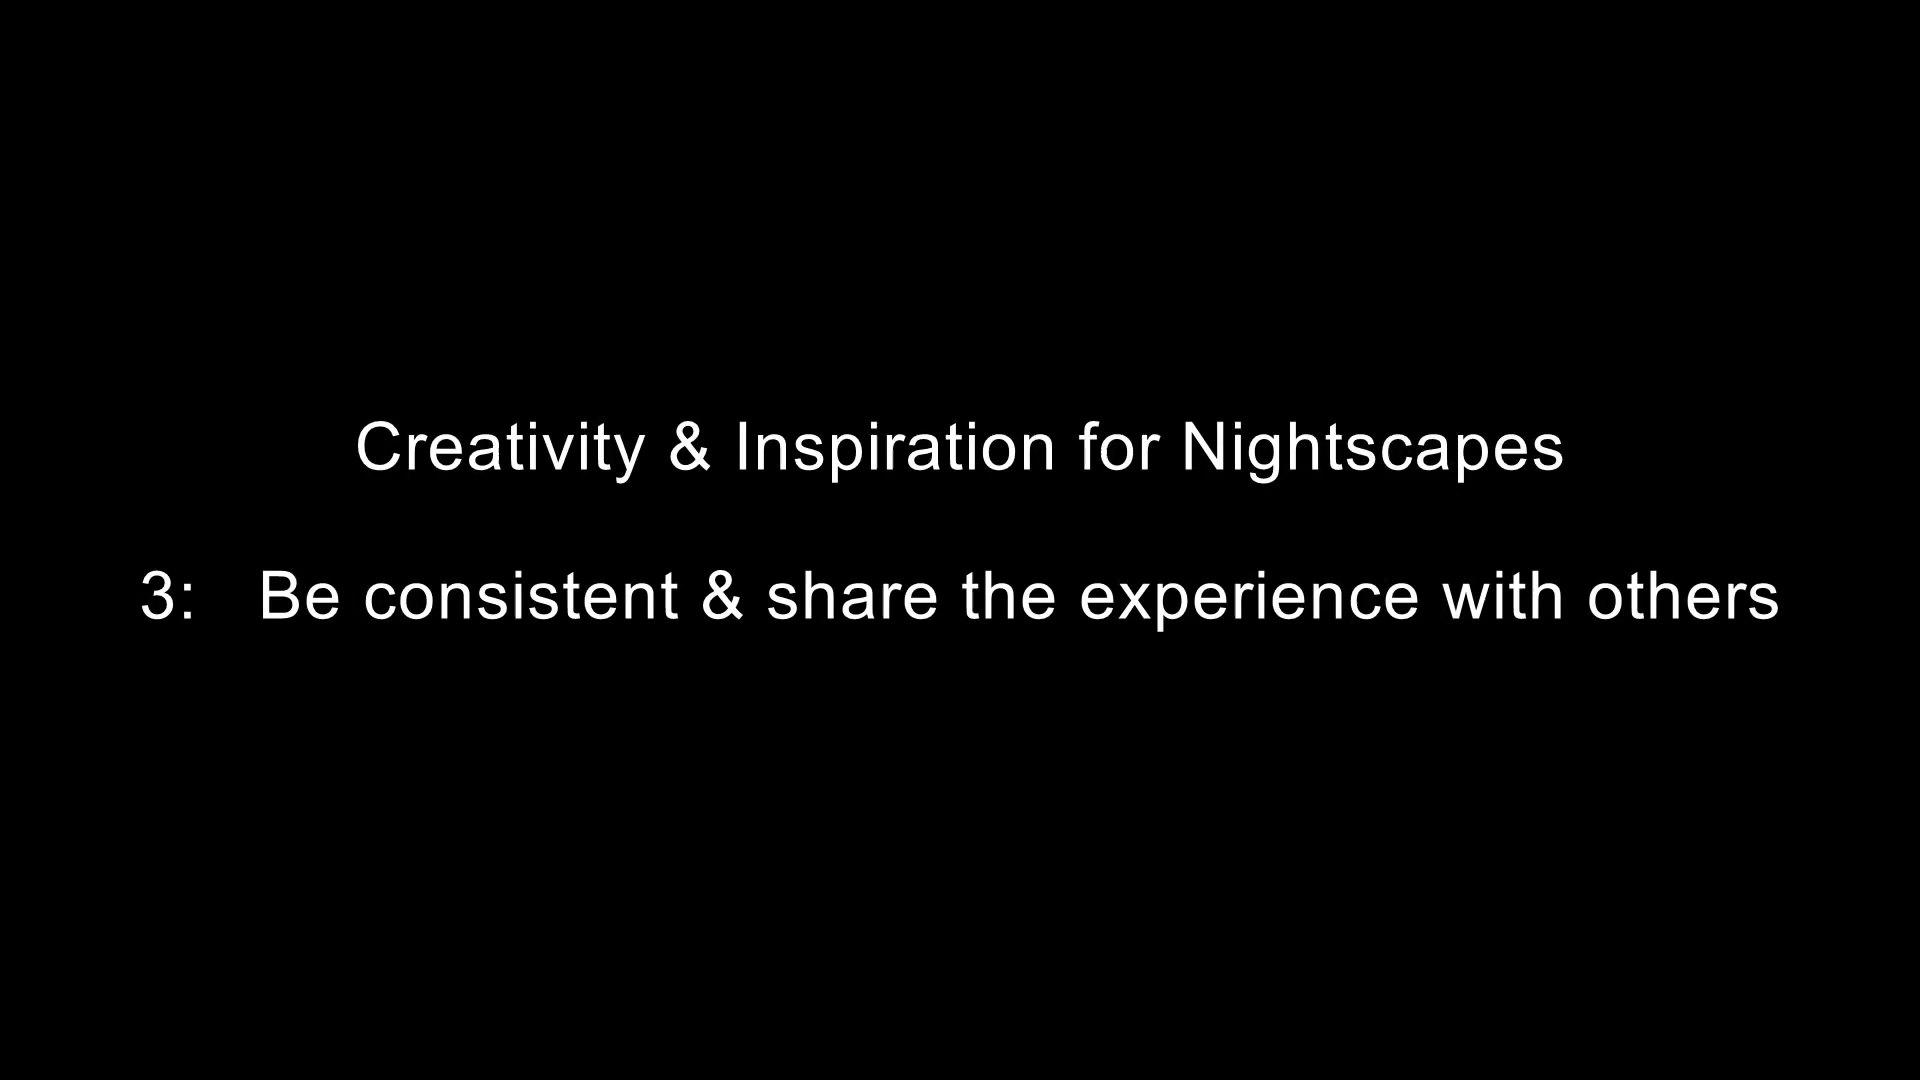 Creativity & Inspiration for Nightscapes
3: Be consistent & share the experience with others